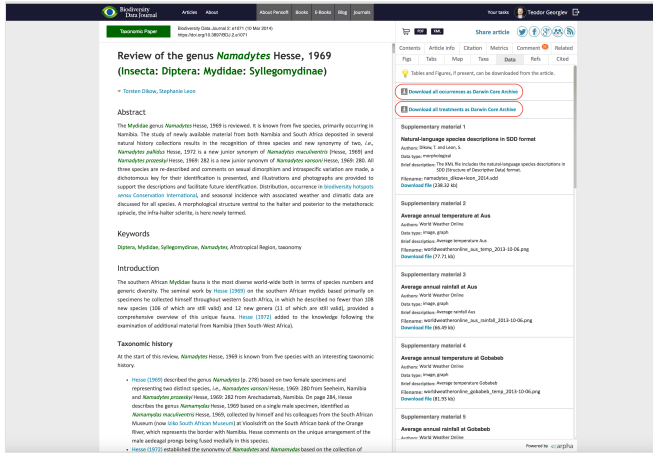 Biodiversity
Data Journal
Articles About
About Pensoft Books E-Books Blog Journals
Your tasks Teodor Georgiev
Taxonomic Paper
Biodiversity Data Journal 2: e1071 (10 Mar 2014)
https://doi.org/10.3897/BDJ.2.e1071
Review of the genus Namadytes Hesse, 1969
(Insecta: Diptera: Mydidae: Syllegomydinae)
Torsten Dikow, Stephanie Leon
Abstract
The Mydidae genus Namadytes Hesse, 1969 is reviewed. It is known from five species, primarily occurring in
Namibia. The study of newly available material from both Namibia and South Africa deposited in several
natural history collections results in the recognition of three species and new synonymy of two, i.e.,
Namadytes pallidus Hesse, 1972 is a new junior synonym of Namadytes maculiventris (Hesse, 1969) and
Namadytes prozeskyi Hesse, 1969: 282 is a new junior synonym of Namadytes vansoni Hesse, 1969: 280. All
three species are re-described and comments on sexual dimorphism and intraspecific variation are made, a
dichotomous key for their identification is presented, and illustrations and photographs are provided to
support the descriptions and facilitate future identification. Distribution, occurrence in biodiversity hotspots
sensu Conservation International, and seasonal incidence with associated weather and climatic data are
discussed for all species. A morphological structure ventral to the halter and posterior to the metathoracic
spiracle, the infra-halter sclerite, is here newly termed.
Keywords
Diptera, Mydidae, Syllegomydinae, Namadytes, Afrotropical Region, taxonomy
Introduction
The southern African Mydidae fauna is the most diverse world-wide both in terms of species numbers and
generic diversity. The seminal work by Hesse (1969) on the southern African mydids based primarily on
specimens he collected himself throughout western South Africa, in which he described no fewer than 108
new species (106 of which are still valid) and 12 new genera (11 of which are still valid), provided a
comprehensive overview of this unique fauna. Hesse (1972) added to the knowledge following the
examination of additional material from Namibia (then South-West Africa).
Taxonomic history
At the start of this review, Namadytes Hesse, 1969 is known from five species with an interesting taxonomic
history.
• Hesse (1969) described the genus Namadytes (p. 278) based on two female specimens and
representing two distinct species, i.e., Namadytes vansoni Hesse, 1969: 280 from Seeheim, Namibia
and Namadytes prozeskyi Hesse, 1969: 282 from Arechadamab, Namibia. On page 284, Hesse
describes the genus Namamydas Hesse, 1969 based on a single male specimen, identified as
Namamydas maculiventris Hesse, 1969, collected by himself and his colleagues from the South African
Museum (now Iziko South African Museum) at Vioolsdrift on the South African bank of the Orange
River, which represents the border with Namibia. Hesse comments on the unique arrangement of the
male aedeagal prongs being fused medially in this species.
• Hesse (1972) established the synonymy of Namadytes and Namamydas based on the collection of
PDF XML
Share article
Contents Article info Citation Metrics Comment Related
Figs Tabs Map Taxa Data Refs Cited
Tables and Figures, if present, can be downloaded from the article.
Download all occurrences as Darwin Core Archive
Download all treatments as Darwin Core Archive
Supplementary material 1
Natural-language species descriptions in SDD format
Authors: Dikow, T. and Leon, S.
Data type: morphological
Brief description: The XML file includes the natural-language species descriptions in
SDD (Structure of Descriptive Data) format.
Filename: namadytes_dikow+leon_2014.sdd
Download file (238.32 kb)
Supplementary material 2
Average annual temperature at Aus
Authors: World Weather Online
Data type: image, graph
Brief description: Average temperature Aus
Filename: worldweatheronline_aus_temp_2013-10-06.png
Download file (77.71 kb)
Supplementary material 3
Average annual rainfall at Aus
Authors: World Weather Online
Data type: image, graph
Brief description: Average rainfall Aus
Filename: worldweatheronline_aus_rainfall_2013-10-06.png
Download file (66.49 kb)
Supplementary material 4
Average annual temperature at Gobabeb
Authors: World Weather Online
Data type: image, graph
Brief description: Average temperature Gobabeb
Filename: worldweatheronline_gobabeb_temp_2013-10-06.png
Download file (81.93 kb)
Supplementary material 5
Average annual rainfall at Gobabeb
Authors: World Weather Online
Powered by arpha